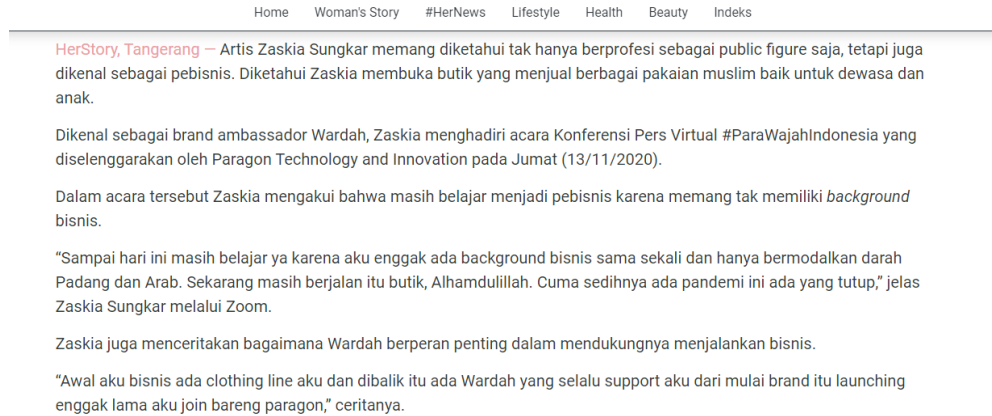 Home Woman's Story #HerNews Lifestyle Health Beauty Indeks
HerStory, Tangerang — Artis Zaskia Sungkar memang diketahui tak hanya berprofesi sebagai public figure saja, tetapi juga
dikenal sebagai pebisnis. Diketahui Zaskia membuka butik yang menjual berbagai pakaian muslim baik untuk dewasa dan
anak.
Dikenal sebagai brand ambassador Wardah, Zaskia menghadiri acara Konferensi Pers Virtual #ParaWajahIndonesia yang
diselenggarakan oleh Paragon Technology and Innovation pada Jumat (13/11/2020).
Dalam acara tersebut Zaskia mengakui bahwa masih belajar menjadi pebisnis karena memang tak memiliki background
bisnis.
“Sampai hari ini masih belajar ya karena aku enggak ada background bisnis sama sekali dan hanya bermodalkan darah
Padang dan Arab. Sekarang masih berjalan itu butik, Alhamdulillah. Cuma sedihnya ada pandemi ini ada yang tutup,” jelas
Zaskia Sungkar melalui Zoom.
Zaskia juga menceritakan bagaimana Wardah berperan penting dalam mendukungnya menjalankan bisnis.
“Awal aku bisnis ada clothing line aku dan dibalik itu ada Wardah yang selalu support aku dari mulai brand itu launching
enggak lama aku join bareng paragon,” ceritanya.